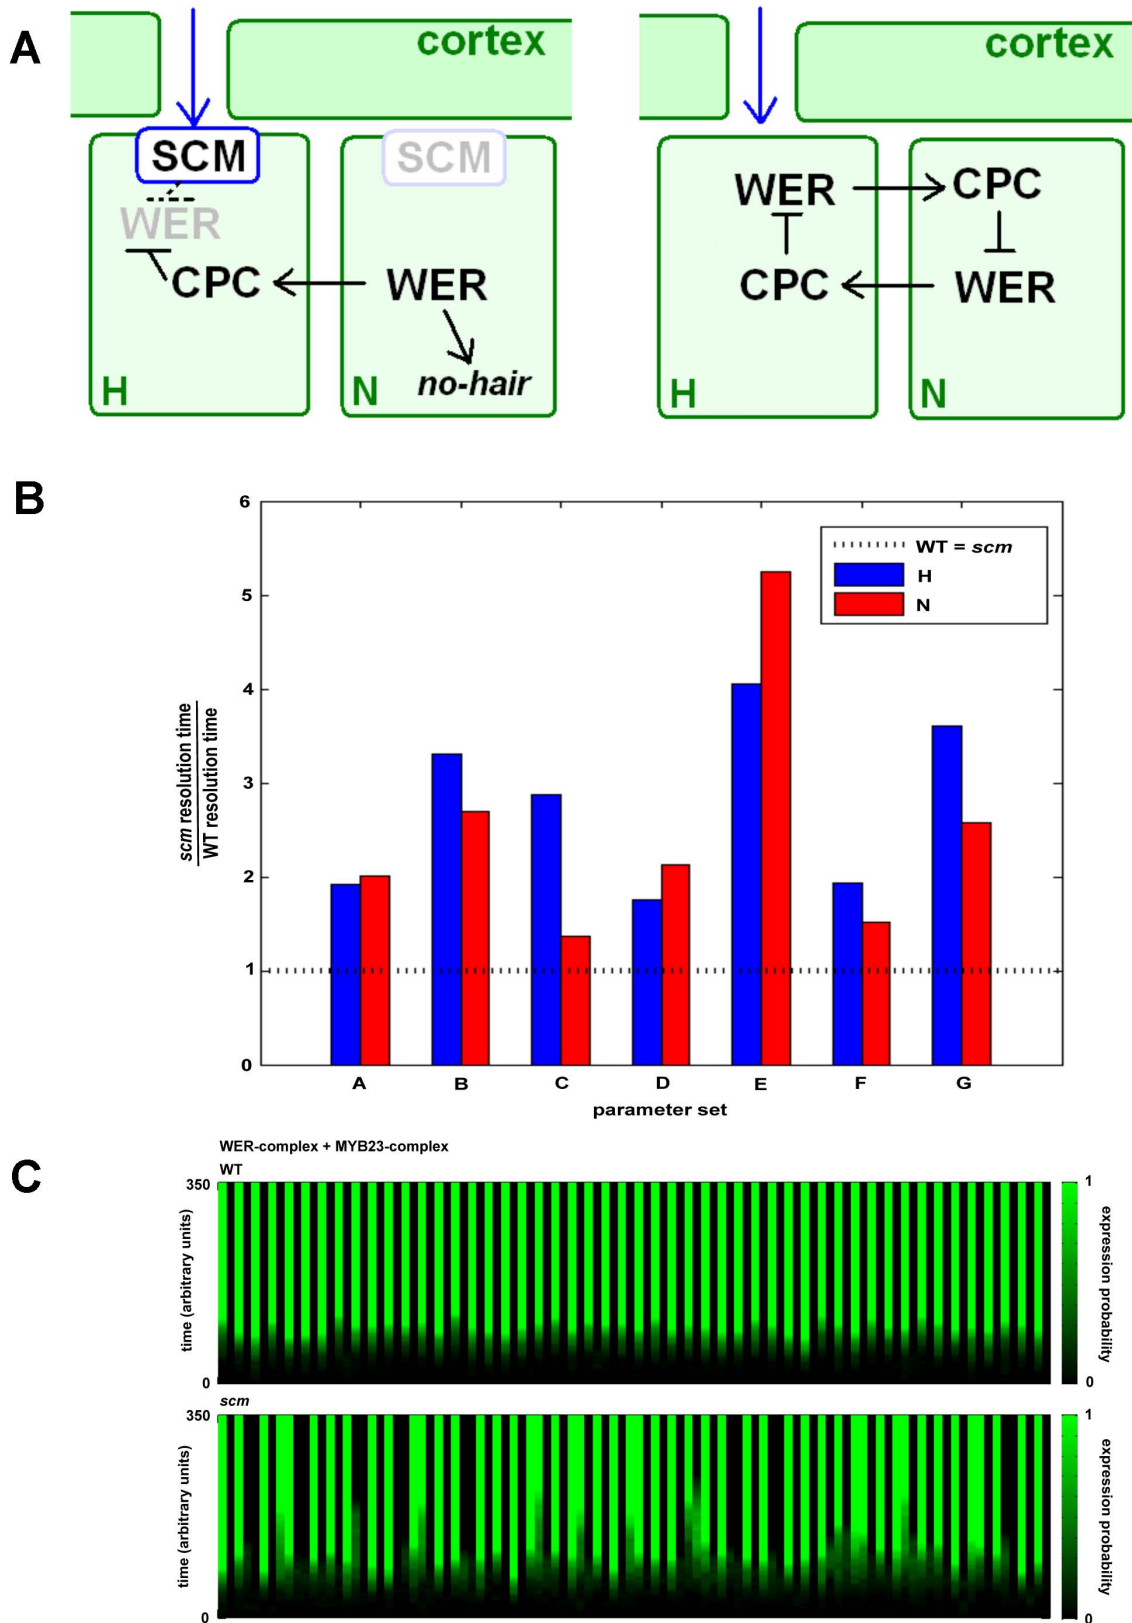 A
cortex
SCM
SCM
WER
CPC
WER
no-hair
H
N
cortex
WER
CPC
CPC
WER
H
N
B
6
5
4
3
2
1
0
scm resolution time
WT resolution time
WT = scm
H
N
A B C D E F G
parameter set
C
WER-complex + MYB23-complex
WT
350
0
time (arbitrary units)
1
0
expression probability
scm
350
0
time (arbitrary units)
1
0
expression probability